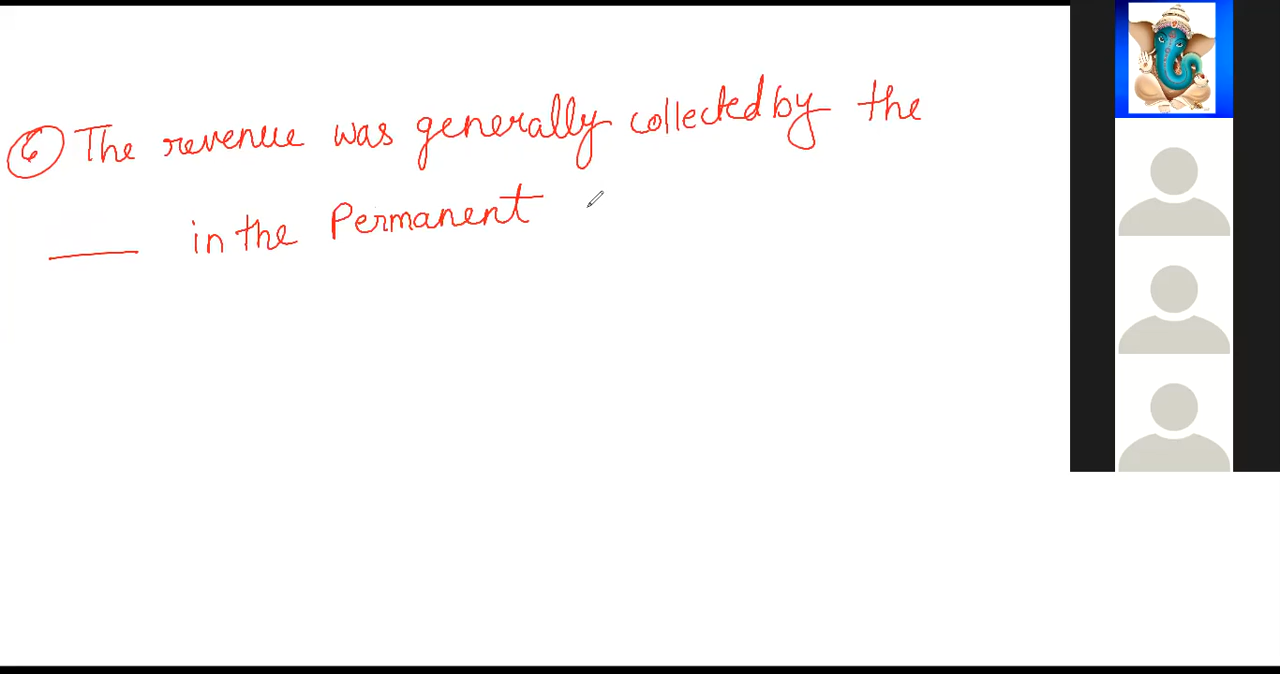 6 The revenue was generally collected by the
____ in the Permanent